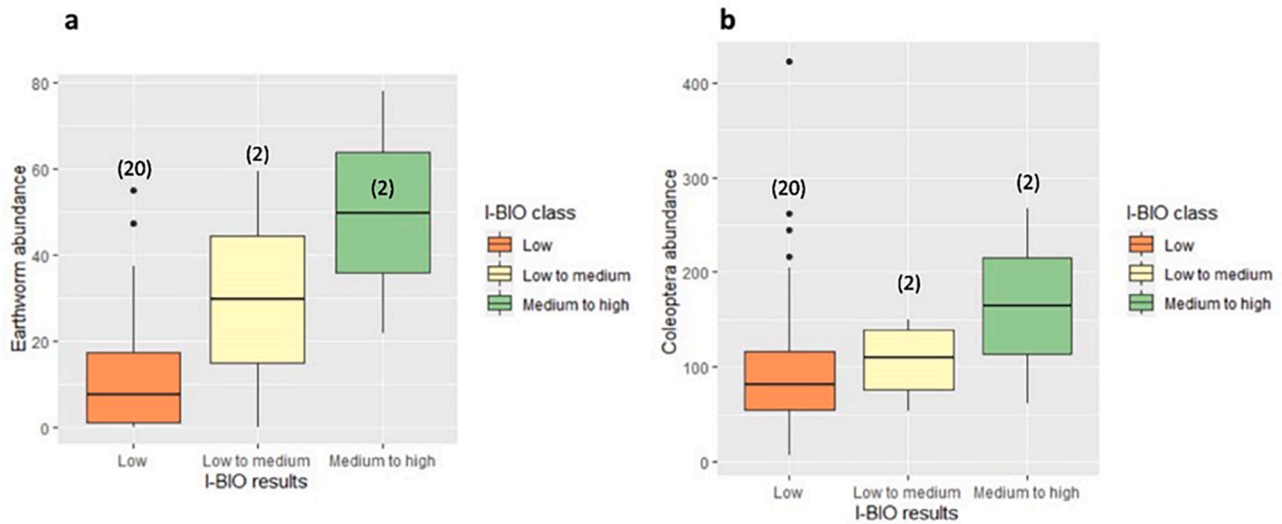 a
Earthworm abundance
80
60
40
20
0
(20)
(2)
(2)
Low
Low to medium
Medium to high
I-BIO results
I-BIO class
Low
Low to medium
Medium to high
b
Coleoptera abundance
400
300
200
100
0
(20)
(2)
(2)
Low
Low to medium
Medium to high
I-BIO results
I-BIO class
Low
Low to medium
Medium to high